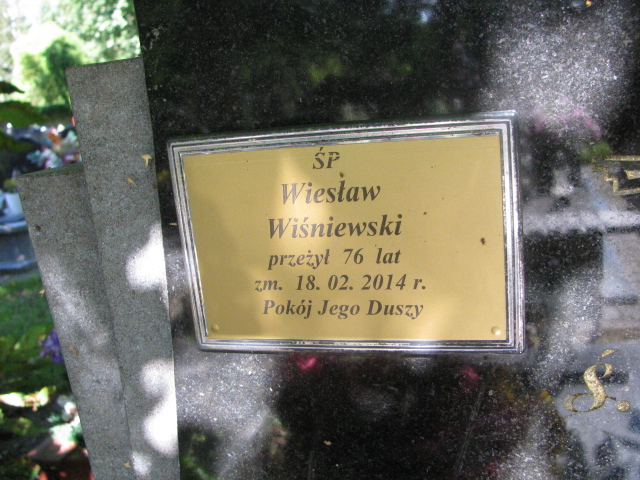 ŚP
Wiesław
Wiśniewski
przeżył 76 lat
zm. 18. 02. 2014 r.
Pokój Jego Duszy
Ś.